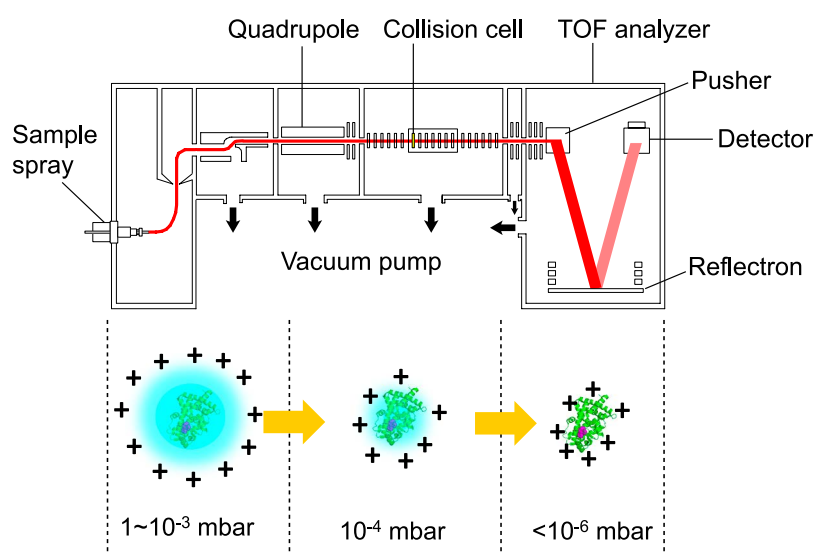 Quadrupole
Collision cell
TOF analyzer
Pusher
Sample
spray
Detector
Vacuum pump
Reflectron
1~10⁻³ mbar
10⁻⁴ mbar
<10⁻⁶ mbar